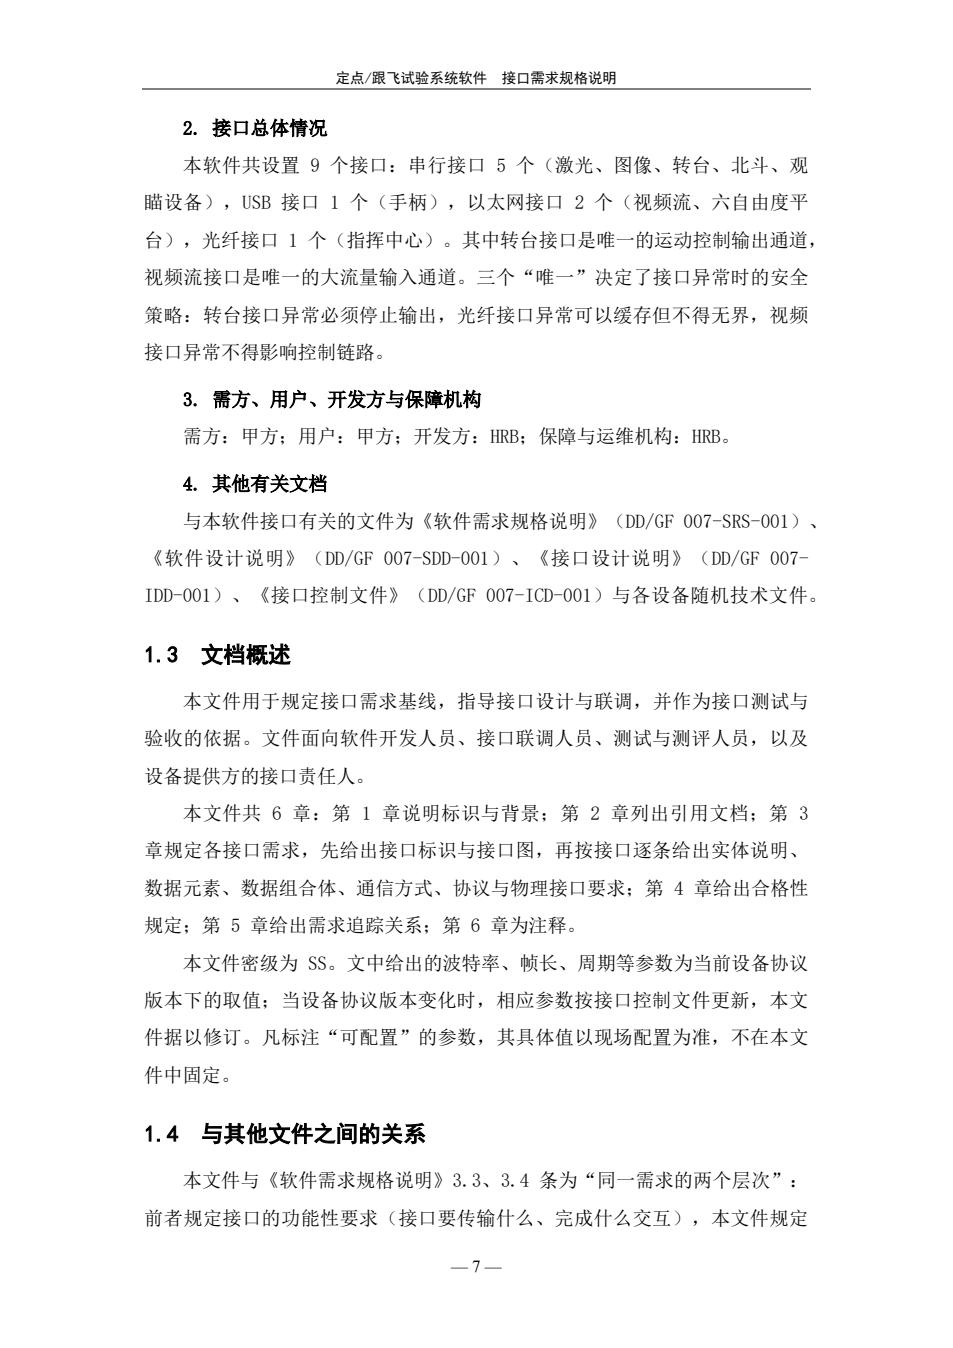 定点/跟飞试验系统软件　接口需求规格说明
2. 接口总体情况
本软件共设置 9 个接口：串行接口 5 个（激光、图像、转台、北斗、观
瞄设备），USB 接口 1 个（手柄），以太网接口 2 个（视频流、六自由度平
台），光纤接口 1 个（指挥中心）。其中转台接口是唯一的运动控制输出通道，
视频流接口是唯一的大流量输入通道。三个“唯一”决定了接口异常时的安全
策略：转台接口异常必须停止输出，光纤接口异常可以缓存但不得无界，视频
接口异常不得影响控制链路。
3. 需方、用户、开发方与保障机构
需方：甲方；用户：甲方；开发方：HRB；保障与运维机构：HRB。
4. 其他有关文档
与本软件接口有关的文件为《软件需求规格说明》（DD/GF 007-SRS-001）、
《软件设计说明》（DD/GF 007-SDD-001）、《接口设计说明》（DD/GF 007-
IDD-001）、《接口控制文件》（DD/GF 007-ICD-001）与各设备随机技术文件。
1.3　文档概述
本文件用于规定接口需求基线，指导接口设计与联调，并作为接口测试与
验收的依据。文件面向软件开发人员、接口联调人员、测试与测评人员，以及
设备提供方的接口责任人。
本文件共 6 章：第 1 章说明标识与背景；第 2 章列出引用文档；第 3
章规定各接口需求，先给出接口标识与接口图，再按接口逐条给出实体说明、
数据元素、数据组合体、通信方式、协议与物理接口要求；第 4 章给出合格性
规定；第 5 章给出需求追踪关系；第 6 章为注释。
本文件密级为 SS。文中给出的波特率、帧长、周期等参数为当前设备协议
版本下的取值；当设备协议版本变化时，相应参数按接口控制文件更新，本文
件据以修订。凡标注“可配置”的参数，其具体值以现场配置为准，不在本文
件中固定。
1.4　与其他文件之间的关系
本文件与《软件需求规格说明》3.3、3.4 条为“同一需求的两个层次”：
前者规定接口的功能性要求（接口要传输什么、完成什么交互），本文件规定
— 7 —